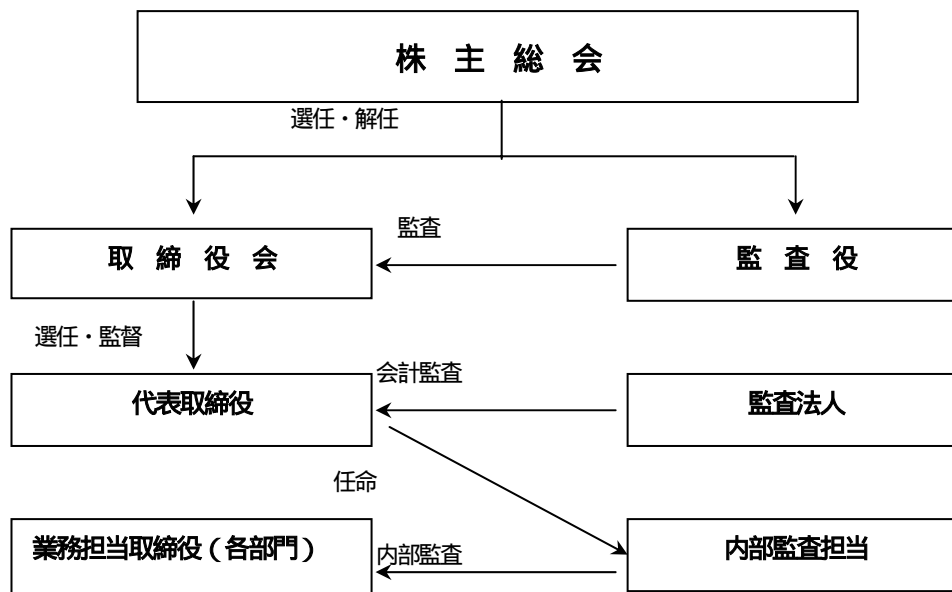 株 主 総 会
選任・解任
監査
取 締 役 会
監 査 役
選任・監督
会計監査
代表取締役
監査法人
任命
業務担当取締役（各部門）
内部監査
内部監査担当